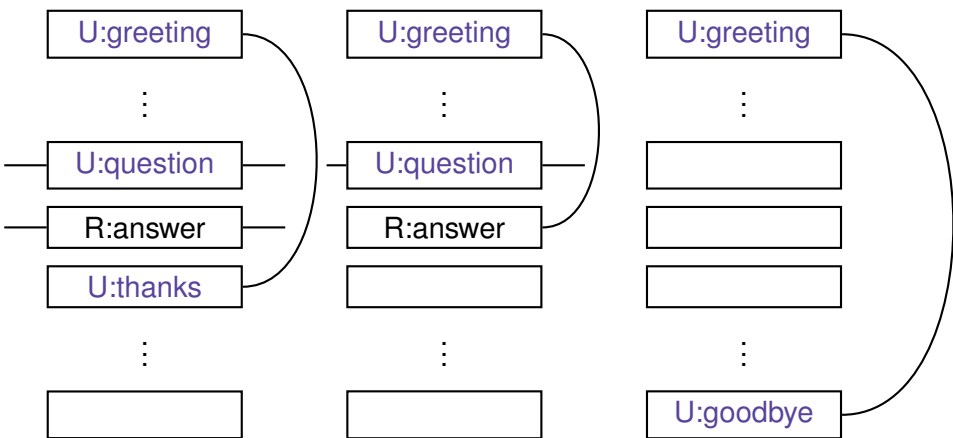 U:greeting
⋮
U:question
R:answer
U:thanks
⋮
U:greeting
⋮
U:question
R:answer
⋮
U:greeting
⋮
⋮
U:goodbye